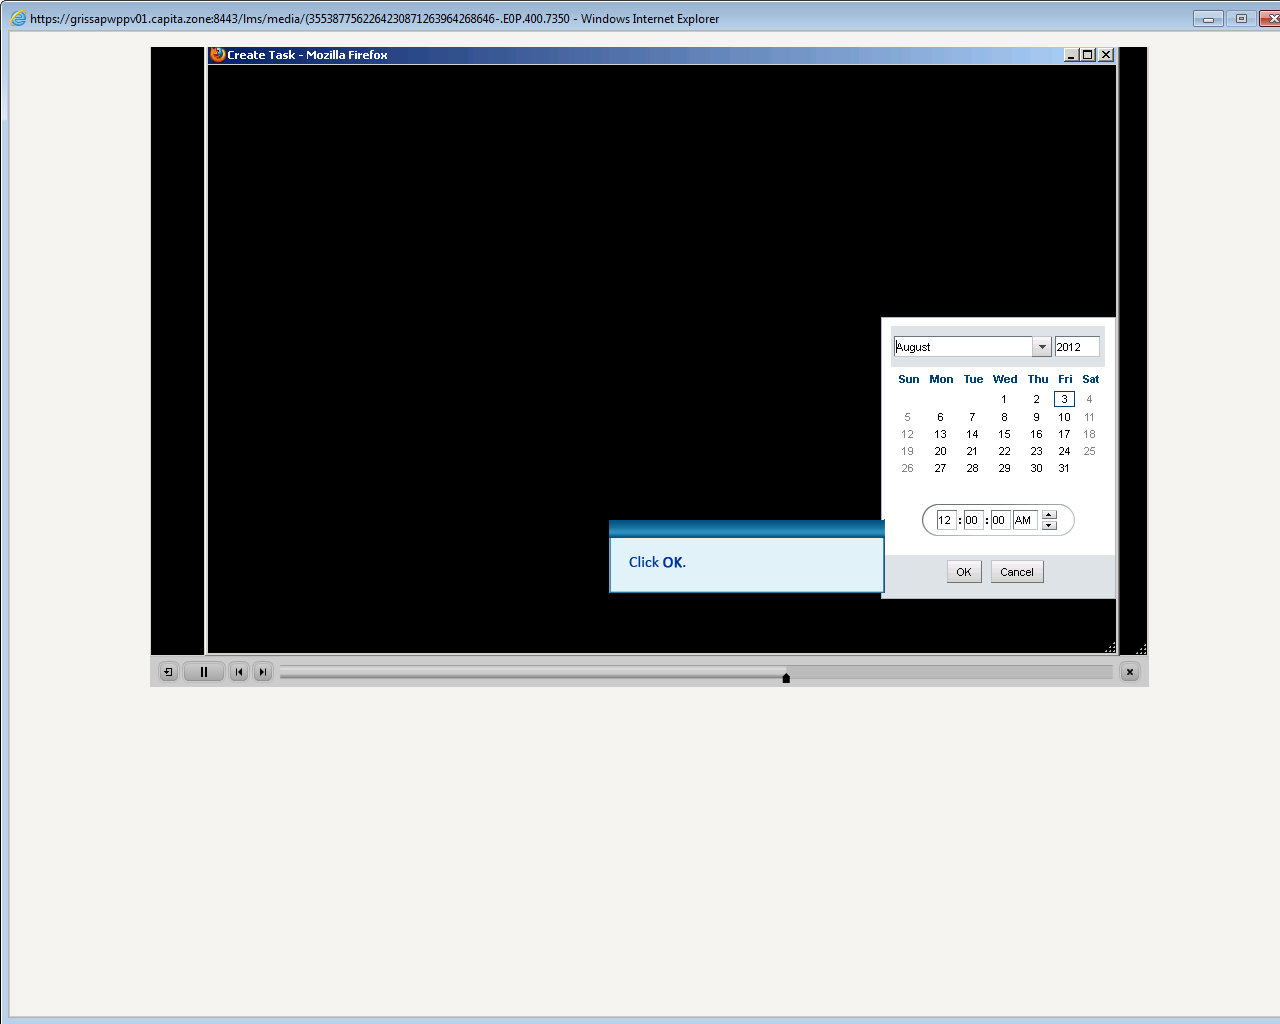 https://grissapwppv01.capita.zone:8443/lms/media/(3553877562264230871263964268646-.E0P.400.7350 - Windows Internet Explorer
Create Task - Mozilla Firefox
August 2012
Sun Mon Tue Wed Thu Fri Sat
1 2 3 4
5 6 7 8 9 10 11
12 13 14 15 16 17 18
19 20 21 22 23 24 25
26 27 28 29 30 31
12 : 00 : 00 AM
Click OK.
OK Cancel